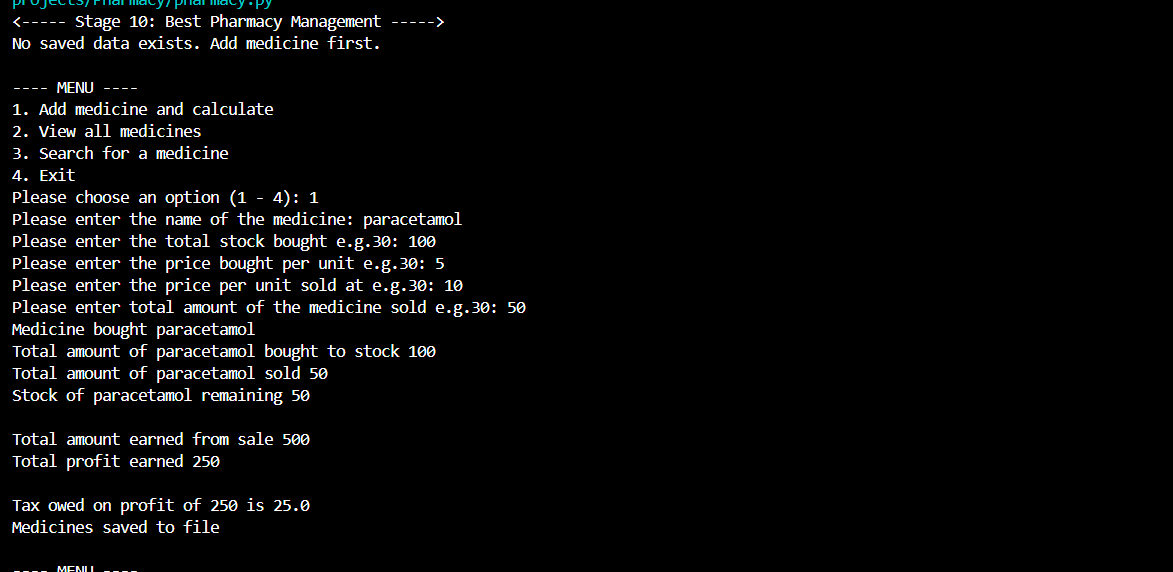 projects/Pharmacy/pharmacy.py
<----- Stage 10: Best Pharmacy Management ----->
No saved data exists. Add medicine first.
---- MENU ----
1. Add medicine and calculate
2. View all medicines
3. Search for a medicine
4. Exit
Please choose an option (1 - 4): 1
Please enter the name of the medicine: paracetamol
Please enter the total stock bought e.g.30: 100
Please enter the price bought per unit e.g.30: 5
Please enter the price per unit sold at e.g.30: 10
Please enter total amount of the medicine sold e.g.30: 50
Medicine bought paracetamol
Total amount of paracetamol bought to stock 100
Total amount of paracetamol sold 50
Stock of paracetamol remaining 50
Total amount earned from sale 500
Total profit earned 250
Tax owed on profit of 250 is 25.0
Medicines saved to file
---- MENU ----